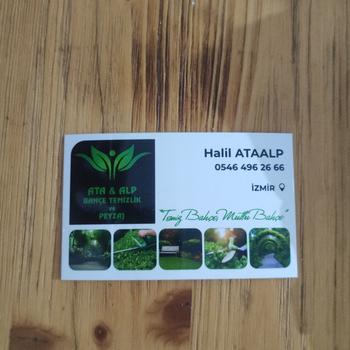 ATA & ALP
BAHÇE TEMİZLİK
ve
PEYZAJ
Halil ATAALP
0546 496 26 66
İZMİR
"Temiz Bahçe, Mutlu Bahçe"